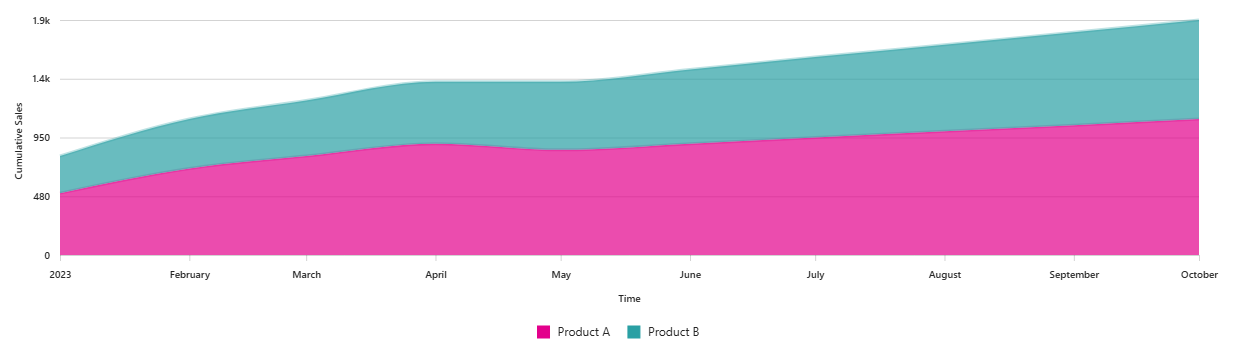 1.9k
1.4k
950
480
0
Cumulative Sales
2023 February March April May June July August September October
Time
Product A Product B